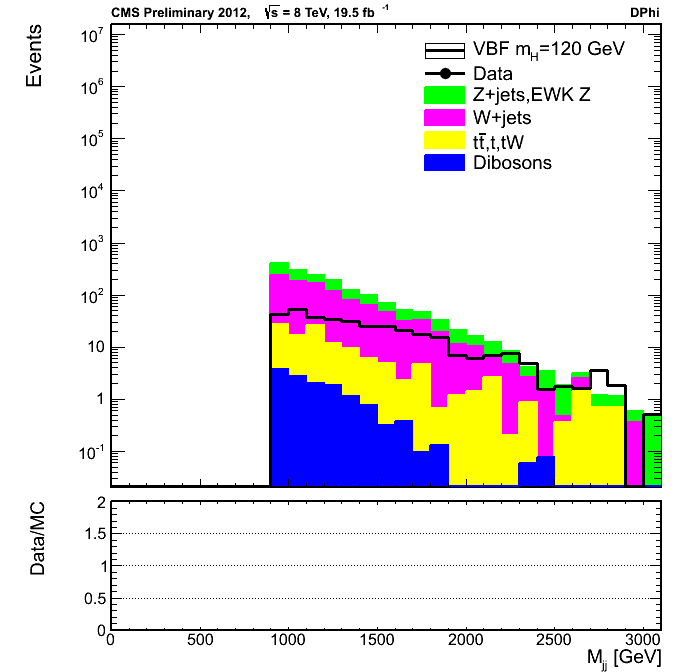 CMS Preliminary 2012, √s = 8 TeV, 19.5 fb⁻¹ DPhi
Events
10⁷
10⁶
10⁵
10⁴
10³
10²
10
1
10⁻¹
VBF m_H=120 GeV
Data
Z+jets,EWK Z
W+jets
tt̄,t,tW
Dibosons
Data/MC
2
1.5
1
0.5
0
0 500 1000 1500 2000 2500 3000
M_jj [GeV]